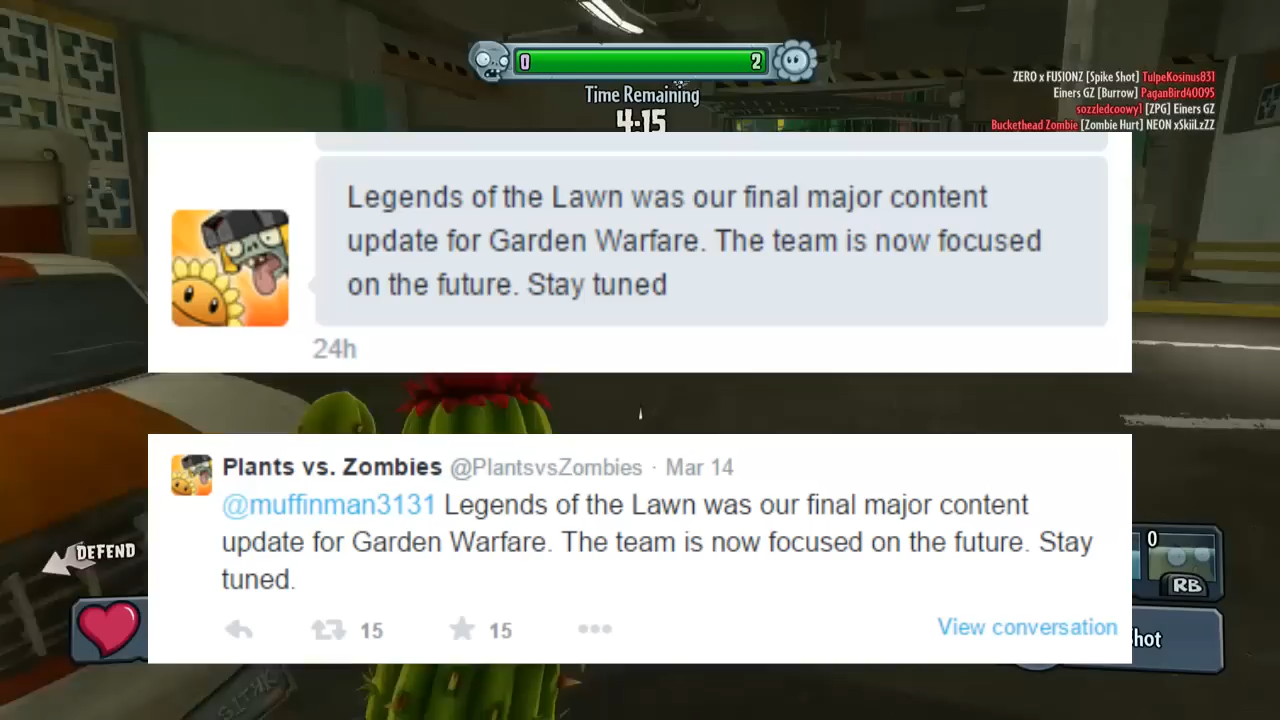 0
2
Time Remaining
4:15
ZERO x FUSIONZ [Spike Shot] TulpeKosinus831
Einers GZ [Burrow] PaganBird40095
sozzledcoowy1 [ZPG] Einers GZ
Buckethead Zombie [Zombie Hurt] NEON xSkiiLzZZ
Legends of the Lawn was our final major content
update for Garden Warfare. The team is now focused
on the future. Stay tuned
24h
Plants vs. Zombies @PlantsvsZombies · Mar 14
@muffinman3131 Legends of the Lawn was our final major content
update for Garden Warfare. The team is now focused on the future. Stay
tuned.
15
15
View conversation
DEFEND
0
RB
hot